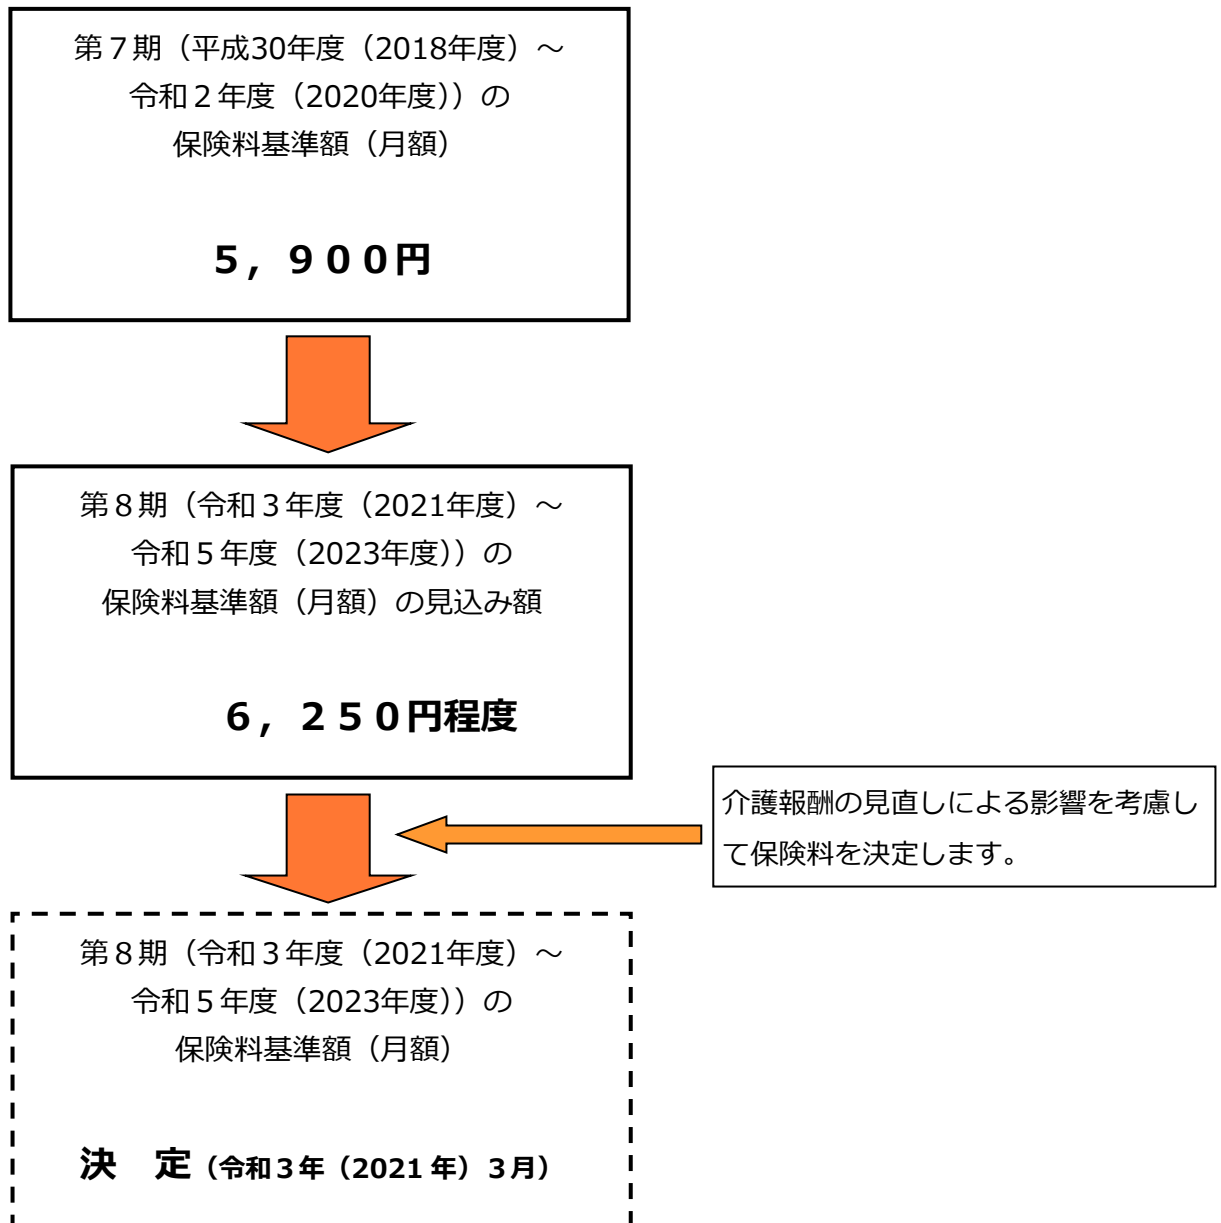 第７期（平成30年度（2018年度）～
令和２年度（2020年度））の
保険料基準額（月額）
５，９００円
第８期（令和３年度（2021年度）～
令和５年度（2023年度））の
保険料基準額（月額）の見込み額
６，２５０円程度
介護報酬の見直しによる影響を考慮し
て保険料を決定します。
第８期（令和３年度（2021年度）～
令和５年度（2023年度））の
保険料基準額（月額）
決　定（令和３年（2021 年）３月）